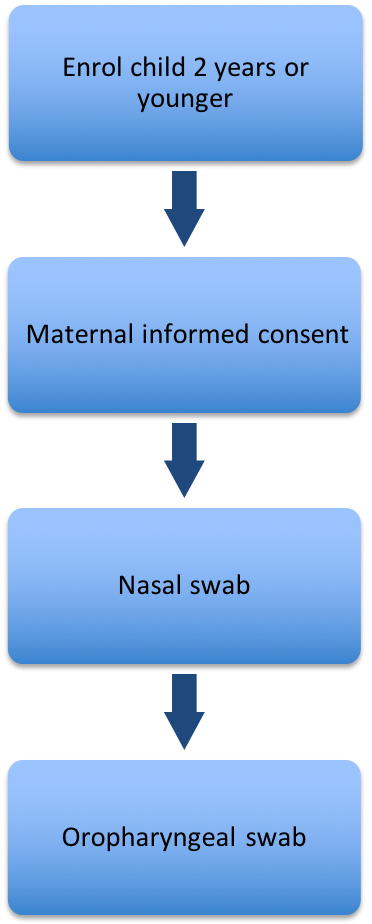 Enrol child 2 years or
younger
Maternal informed consent
Nasal swab
Oropharyngeal swab